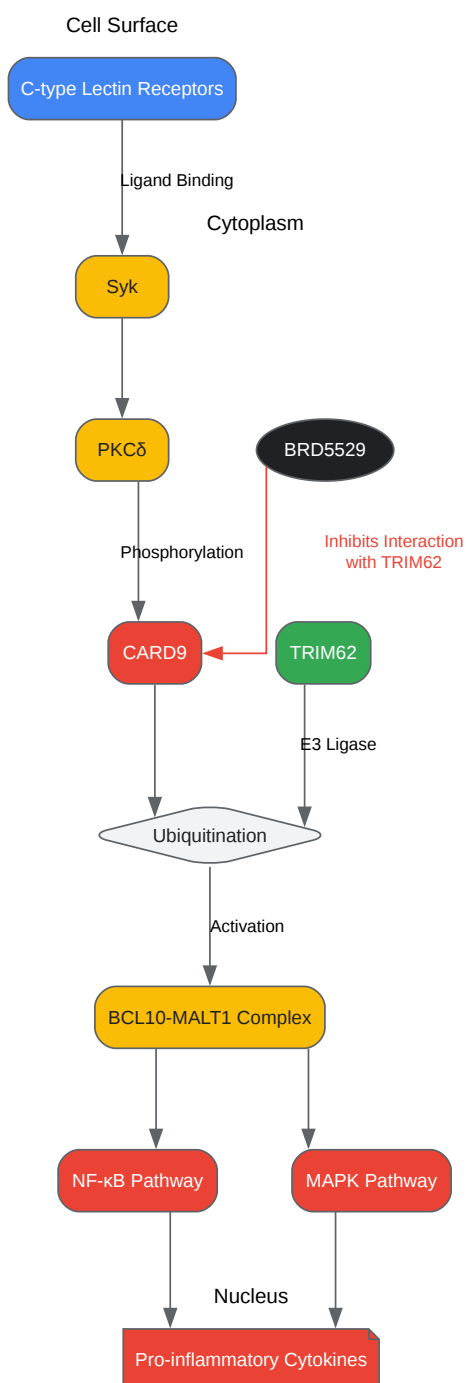 Cell Surface
C-type Lectin Receptors
Ligand Binding
Cytoplasm
Syk
PKCδ
BRD5529
Inhibits Interaction
with TRIM62
Phosphorylation
CARD9
TRIM62
E3 Ligase
Ubiquitination
Activation
BCL10-MALT1 Complex
NF-κB Pathway
MAPK Pathway
Nucleus
Pro-inflammatory Cytokines